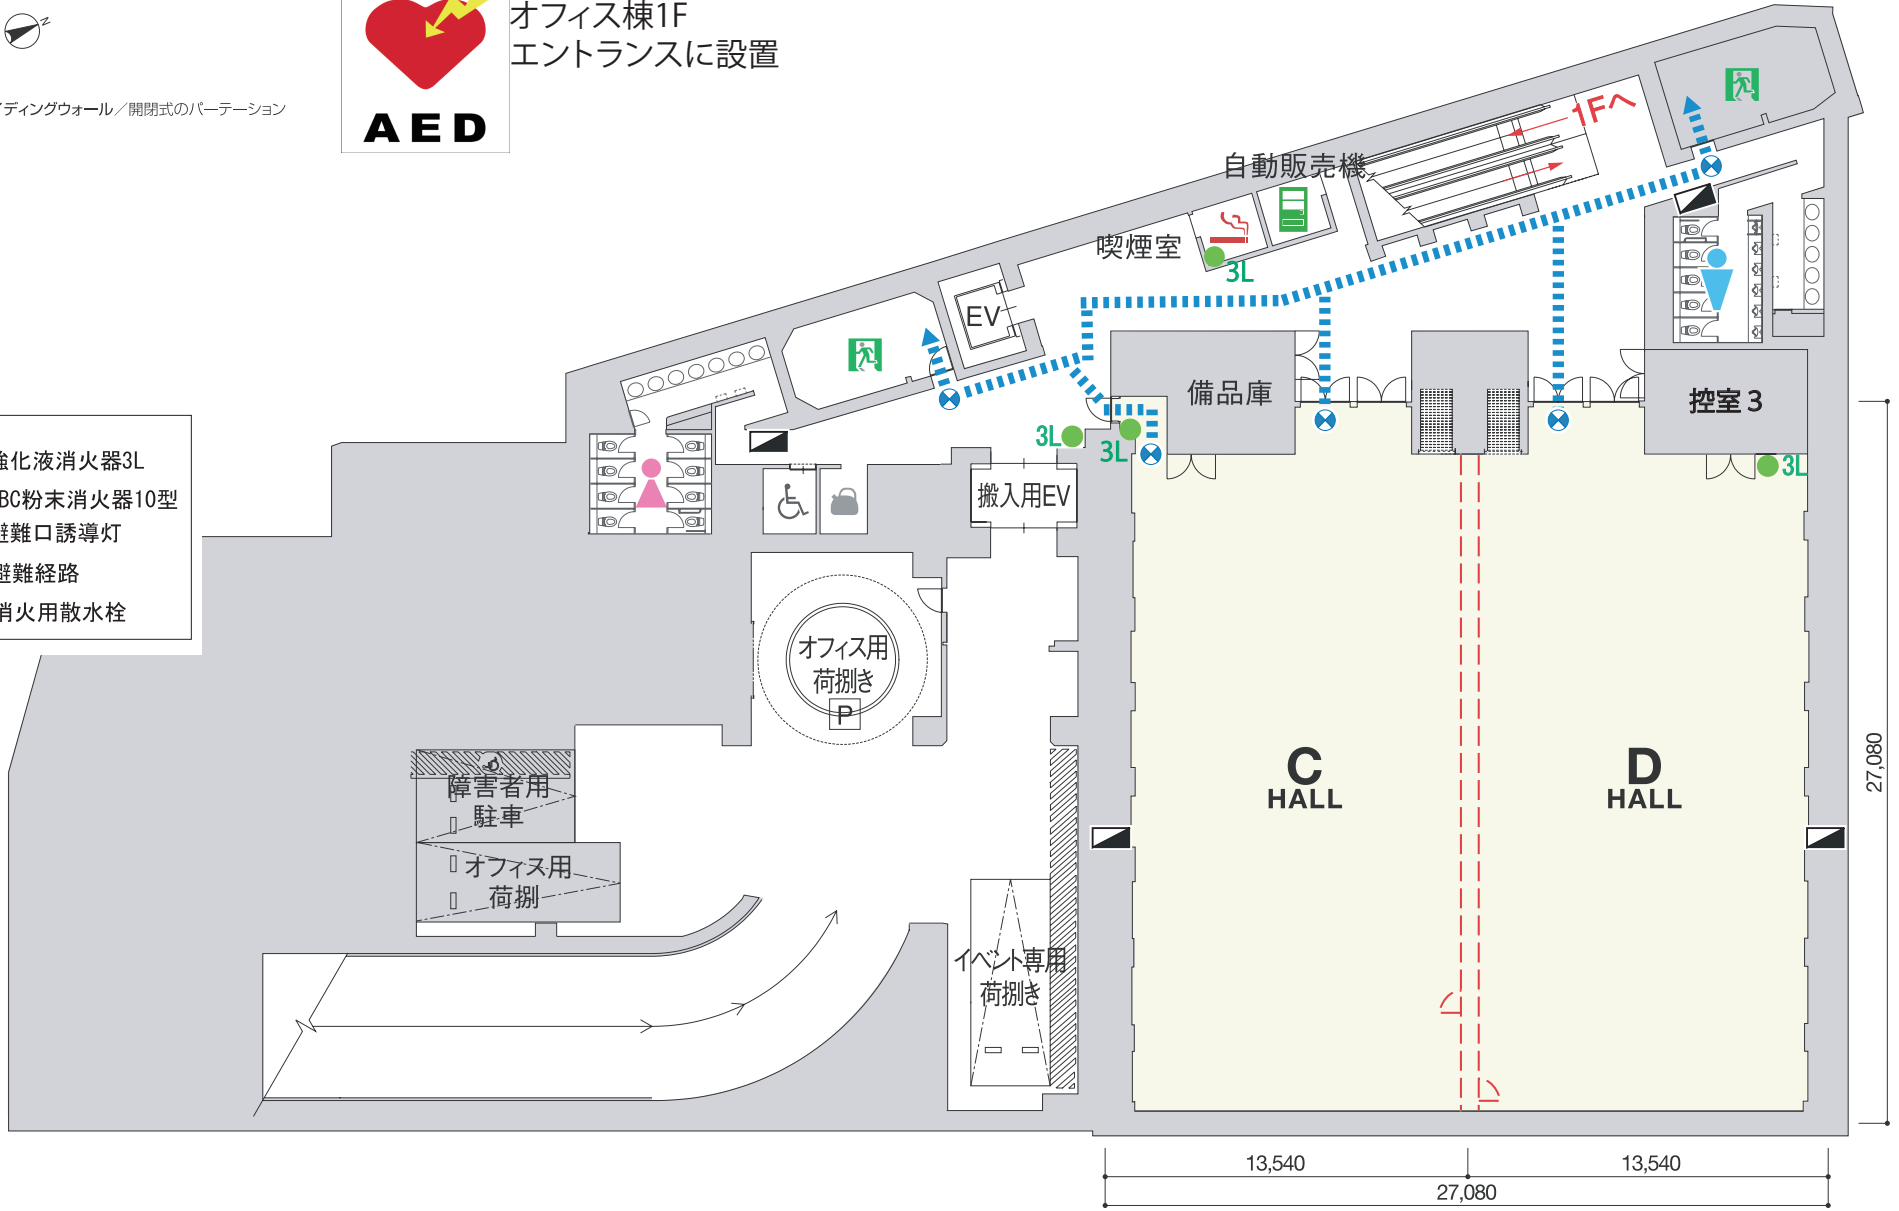 N
オフィス棟1F
エントランスに設置
AED
イディングウォール／開閉式のパーテーション
1Fへ
自動販売機
喫煙室
3L
EV
備品庫
控室3
3L
3L
3L
搬入用EV
強化液消火器3L
BC粉末消火器10型
避難口誘導灯
避難経路
消火用散水栓
オフィス用
荷捌き
P
C
HALL
D
HALL
27,080
障害者用
駐車
オフィス用
荷捌
イベント専用
荷捌き
13,540
13,540
27,080